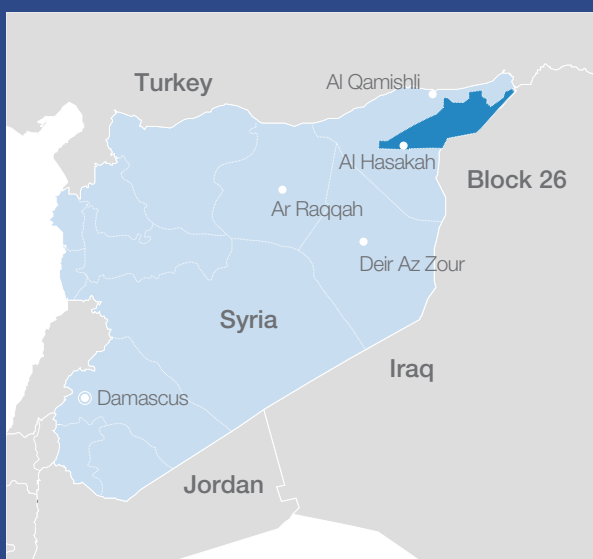 Turkey
Al Qamishli
Al Hasakah
Block 26
Ar Raqqah
Deir Az Zour
Syria
Iraq
Damascus
Jordan